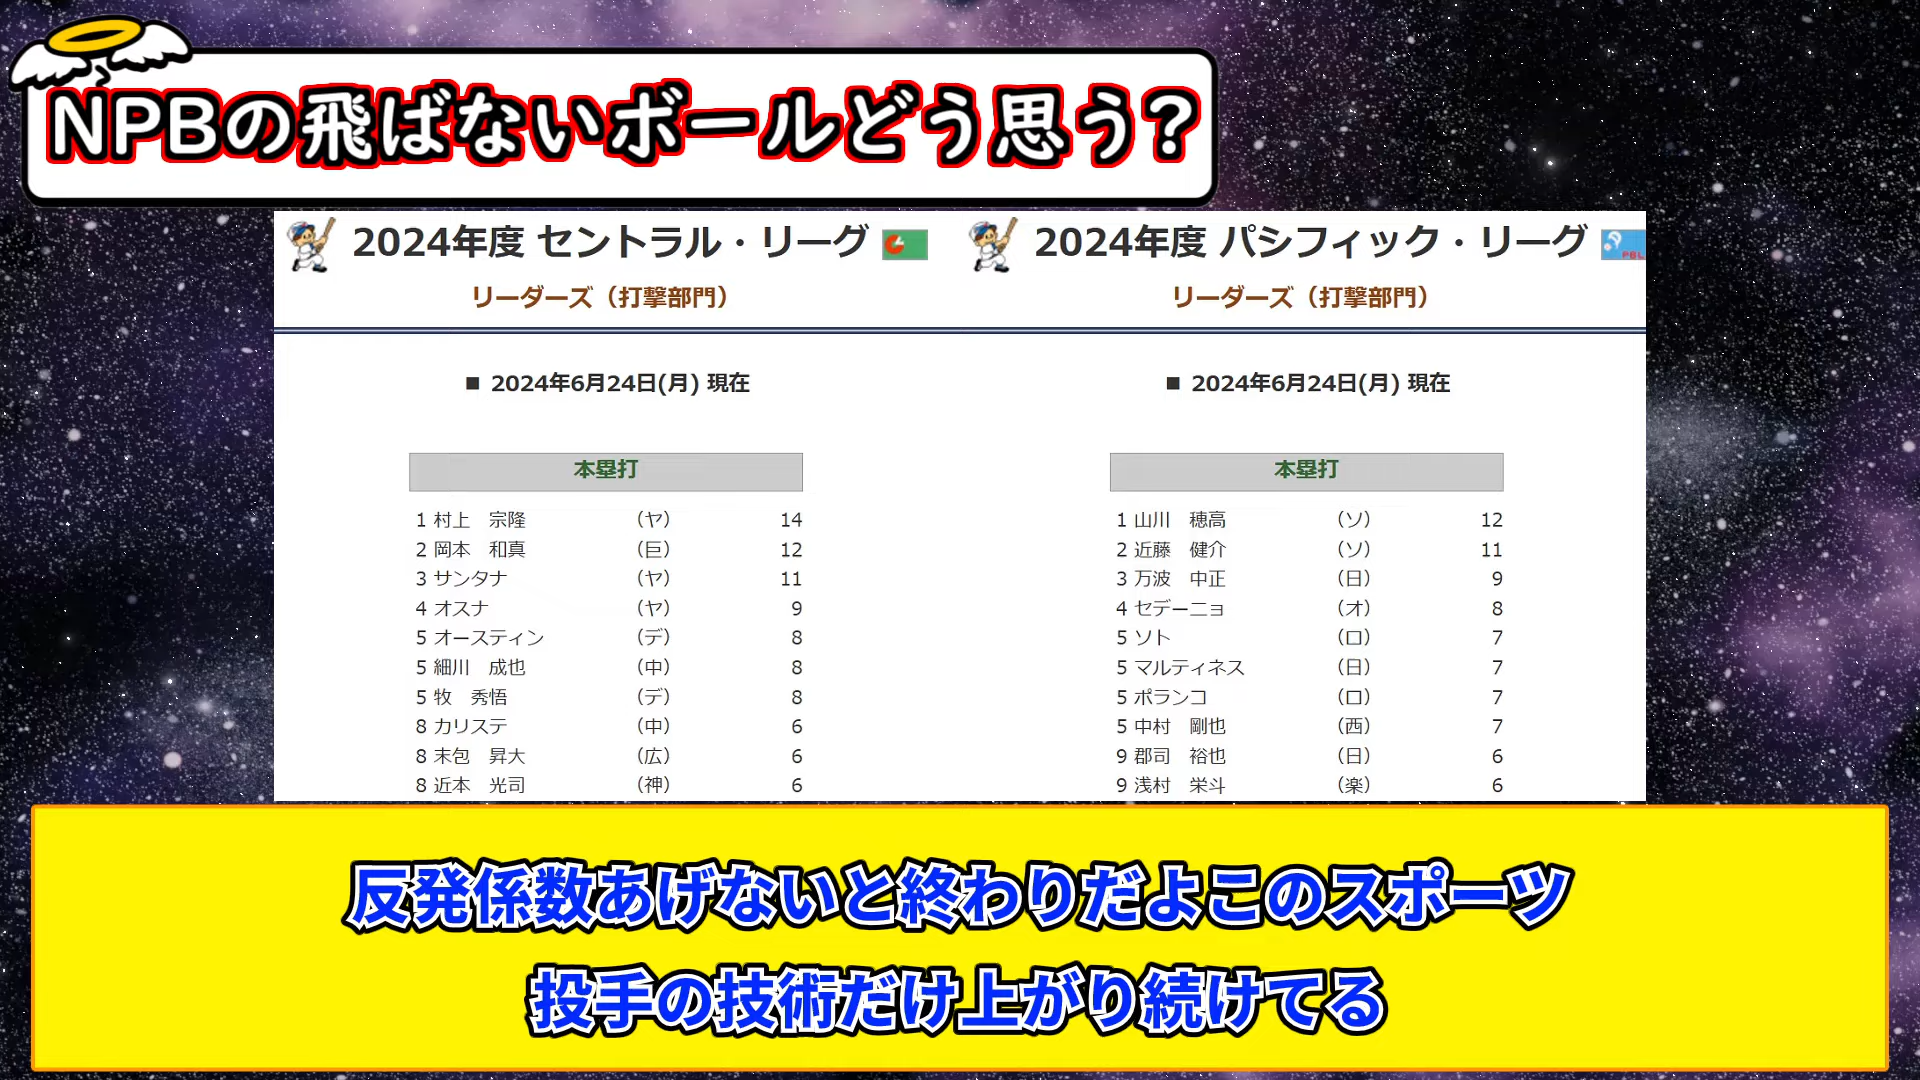 NPBの飛ばないボールどう思う?
2024年度 セントラル・リーグ
リーダーズ（打撃部門）
■ 2024年6月24日(月) 現在
本塁打
1 村上 宗隆 （ヤ） 14
2 岡本 和真 （巨） 12
3 サンタナ （ヤ） 11
4 オスナ （ヤ） 9
5 オースティン （デ） 8
5 細川 成也 （中） 8
5 牧 秀悟 （デ） 8
8 カリステ （中） 6
8 末包 昇大 （広） 6
8 近本 光司 （神） 6
2024年度 パシフィック・リーグ
PBL
リーダーズ（打撃部門）
■ 2024年6月24日(月) 現在
本塁打
1 山川 穂高 （ソ） 12
2 近藤 健介 （ソ） 11
3 万波 中正 （日） 9
4 セデーニョ （オ） 8
5 ソト （ロ） 7
5 マルティネス （日） 7
5 ポランコ （ロ） 7
5 中村 剛也 （西） 7
9 郡司 裕也 （日） 6
9 浅村 栄斗 （楽） 6
反発係数あげないと終わりだよこのスポーツ
投手の技術だけ上がり続けてる